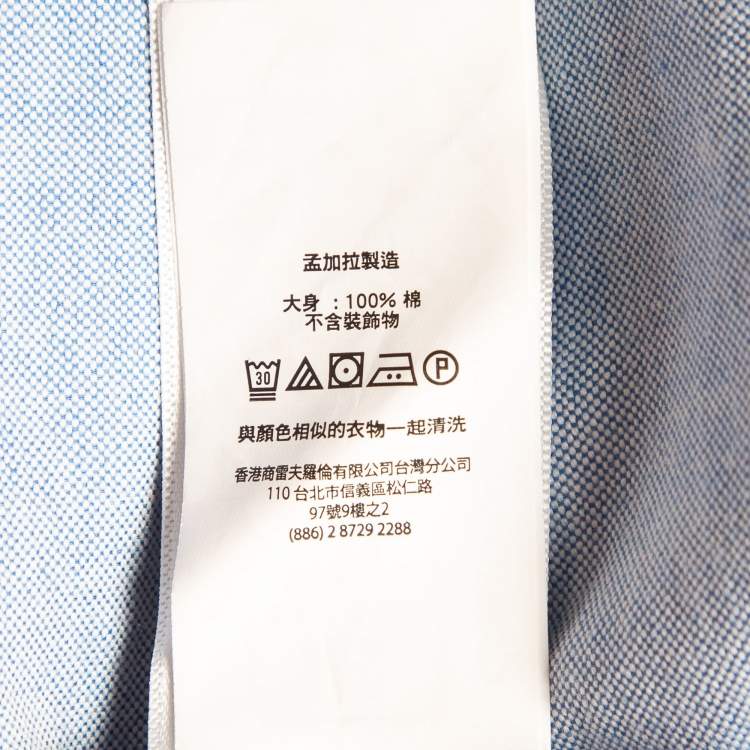 孟加拉製造
大身 : 100% 棉
不含裝飾物
30 P
與顏色相似的衣物一起清洗
香港商雷夫羅倫有限公司台灣分公司
110 台北市信義區松仁路
97號9樓之2
(886) 2 8729 2288